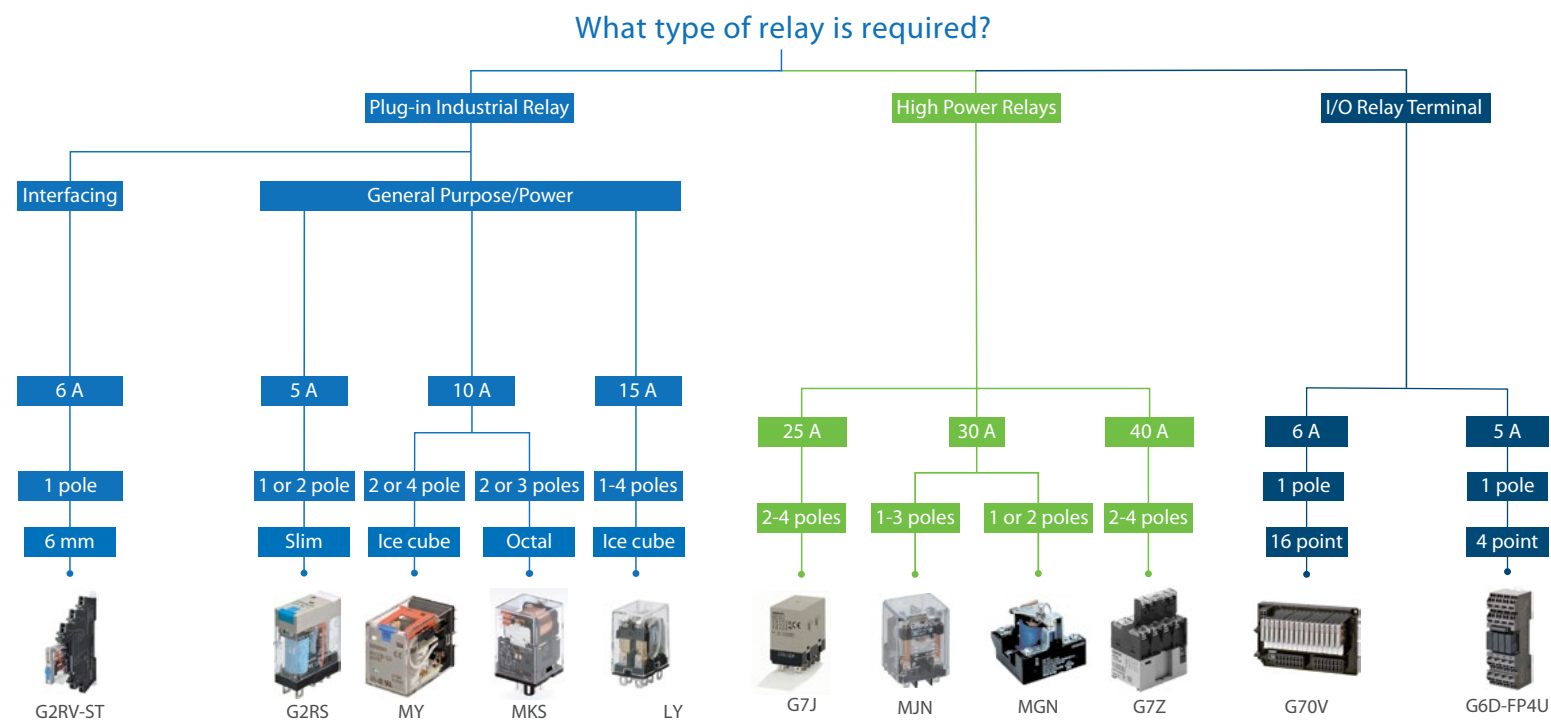 What type of relay is required?
Plug-in Industrial Relay
High Power Relays
I/O Relay Terminal
Interfacing
General Purpose/Power
6 A
5 A
10 A
15 A
25 A
30 A
40 A
6 A
5 A
1 pole
1 or 2 pole
2 or 4 pole
2 or 3 poles
1-4 poles
1 pole
1 pole
2-4 poles
1-3 poles
1 or 2 poles
2-4 poles
6 mm
Slim
Ice cube
Octal
Ice cube
16 point
4 point
G2RV-ST
G2RS
MY
MKS
LY
G7J
MJN
MGN
G7Z
G70V
G6D-FP4U